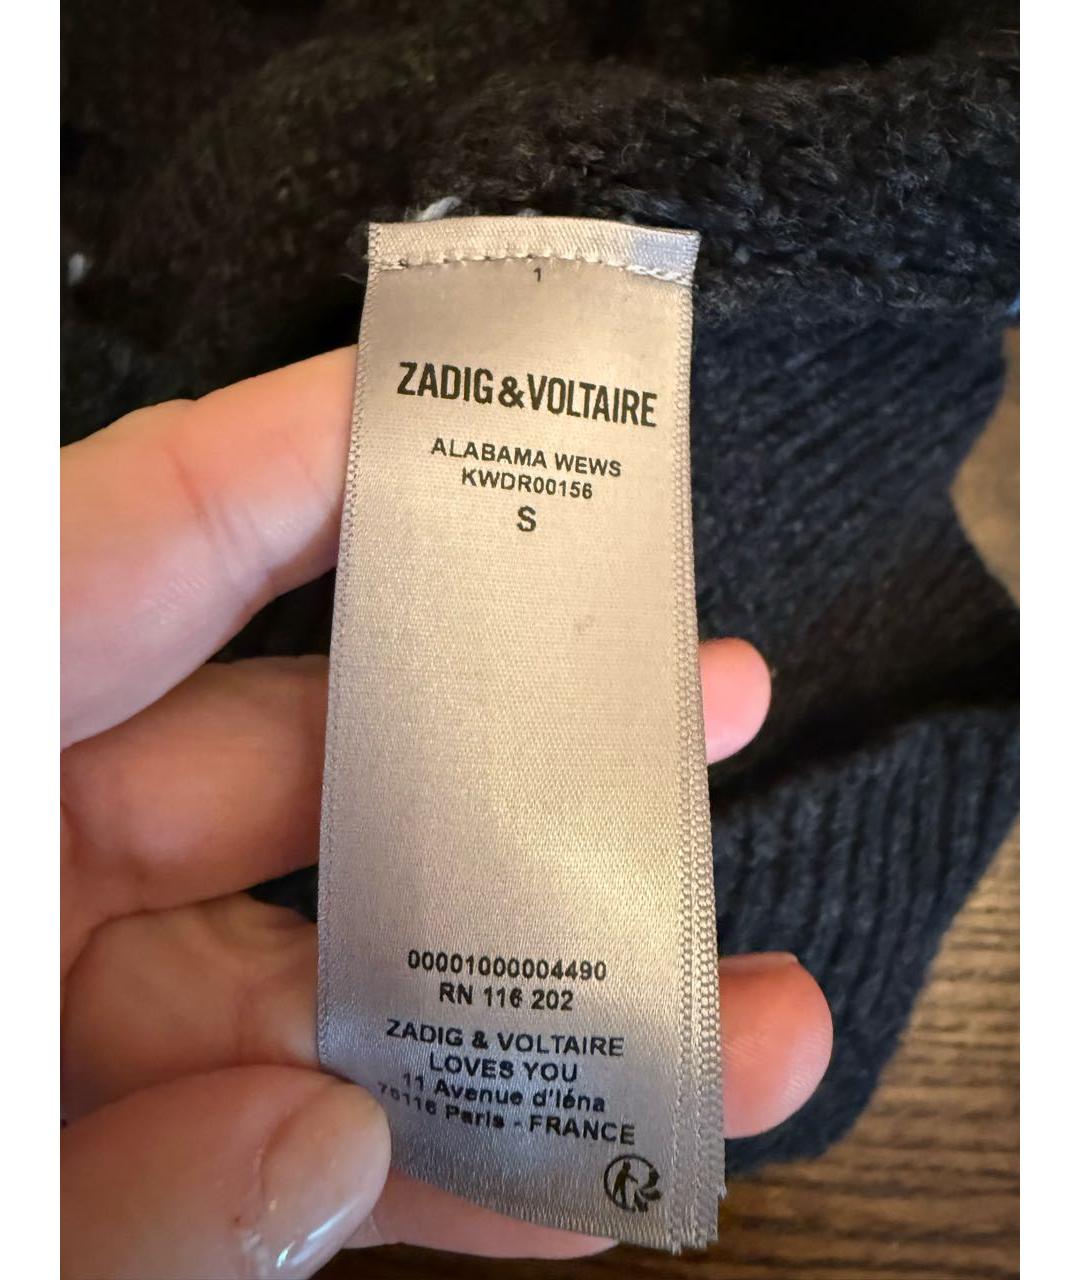 1
ZADIG&VOLTAIRE
ALABAMA WEWS
KWDR00156
S
00001000004490
RN 116 202
ZADIG & VOLTAIRE
LOVES YOU
11 Avenue d'Iéna
75116 Paris - FRANCE